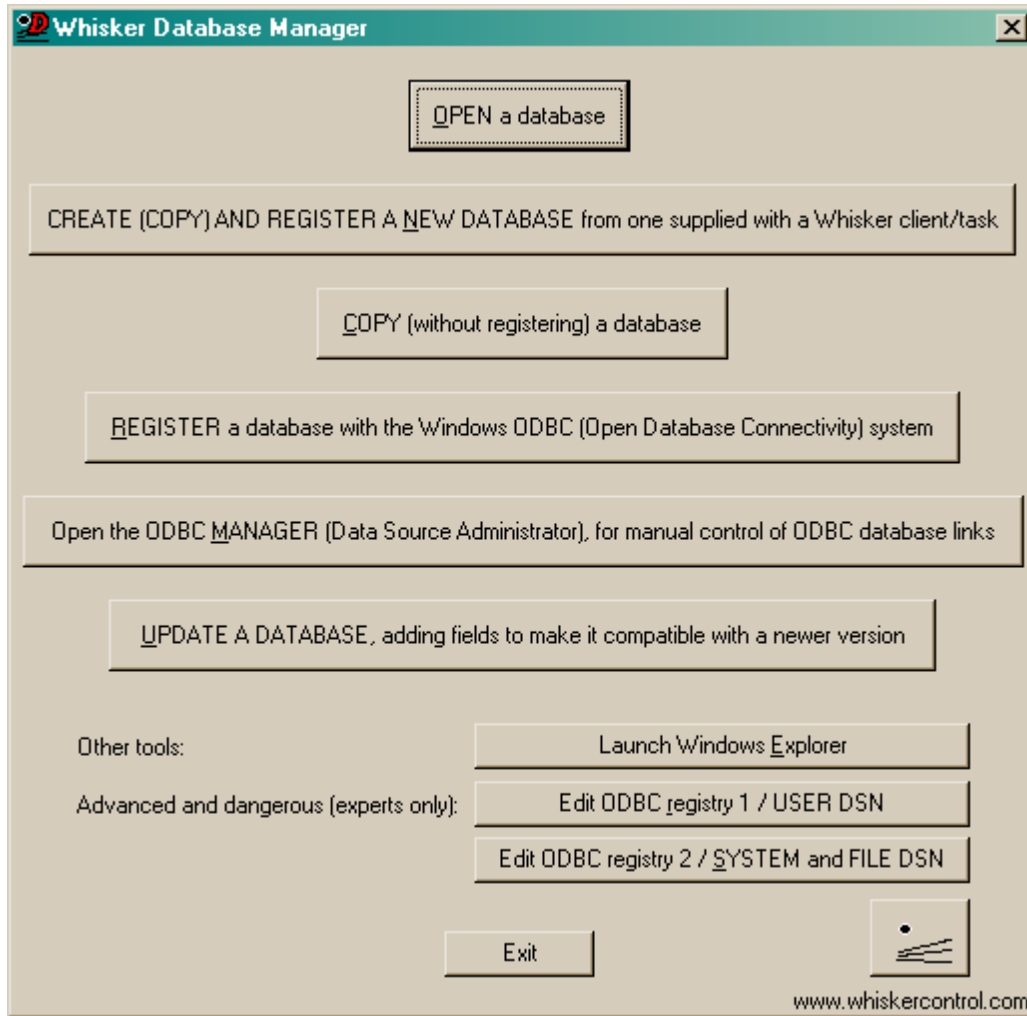 Whisker Database Manager
OPEN a database
CREATE (COPY) AND REGISTER A NEW DATABASE from one supplied with a Whisker client/task
COPY (without registering) a database
REGISTER a database with the Windows ODBC (Open Database Connectivity) system
Open the ODBC MANAGER (Data Source Administrator), for manual control of ODBC database links
UPDATE A DATABASE, adding fields to make it compatible with a newer version
Other tools:
Launch Windows Explorer
Advanced and dangerous (experts only):
Edit ODBC registry 1 / USER DSN
Edit ODBC registry 2 / SYSTEM and FILE DSN
Exit
www.whiskercontrol.com